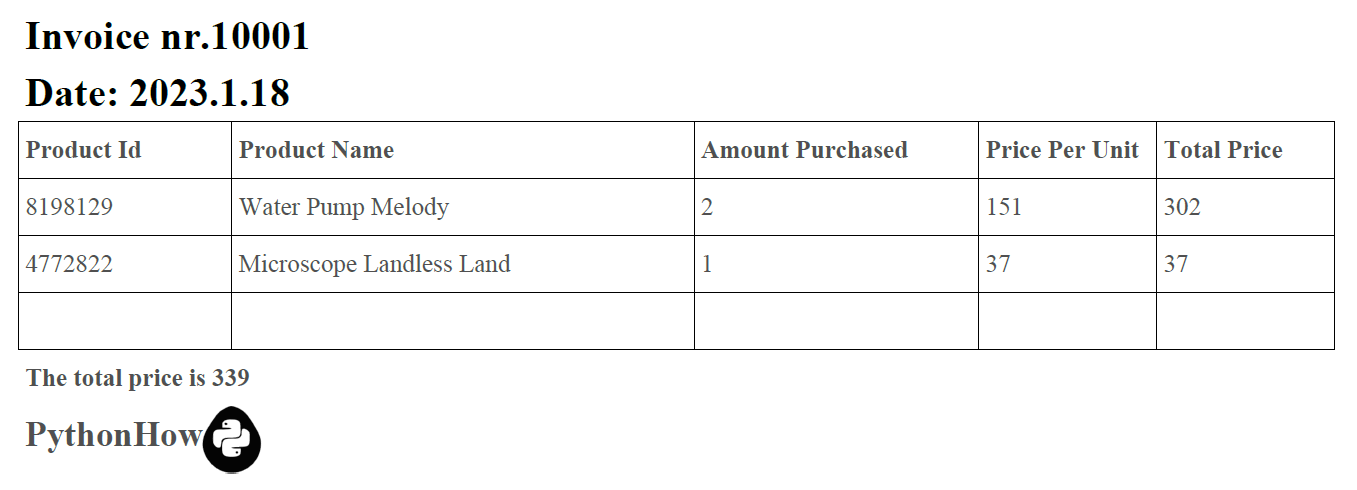 Invoice nr.10001
Date: 2023.1.18
Product Id Product Name Amount Purchased Price Per Unit Total Price
8198129 Water Pump Melody 2 151 302
4772822 Microscope Landless Land 1 37 37
The total price is 339
PythonHow